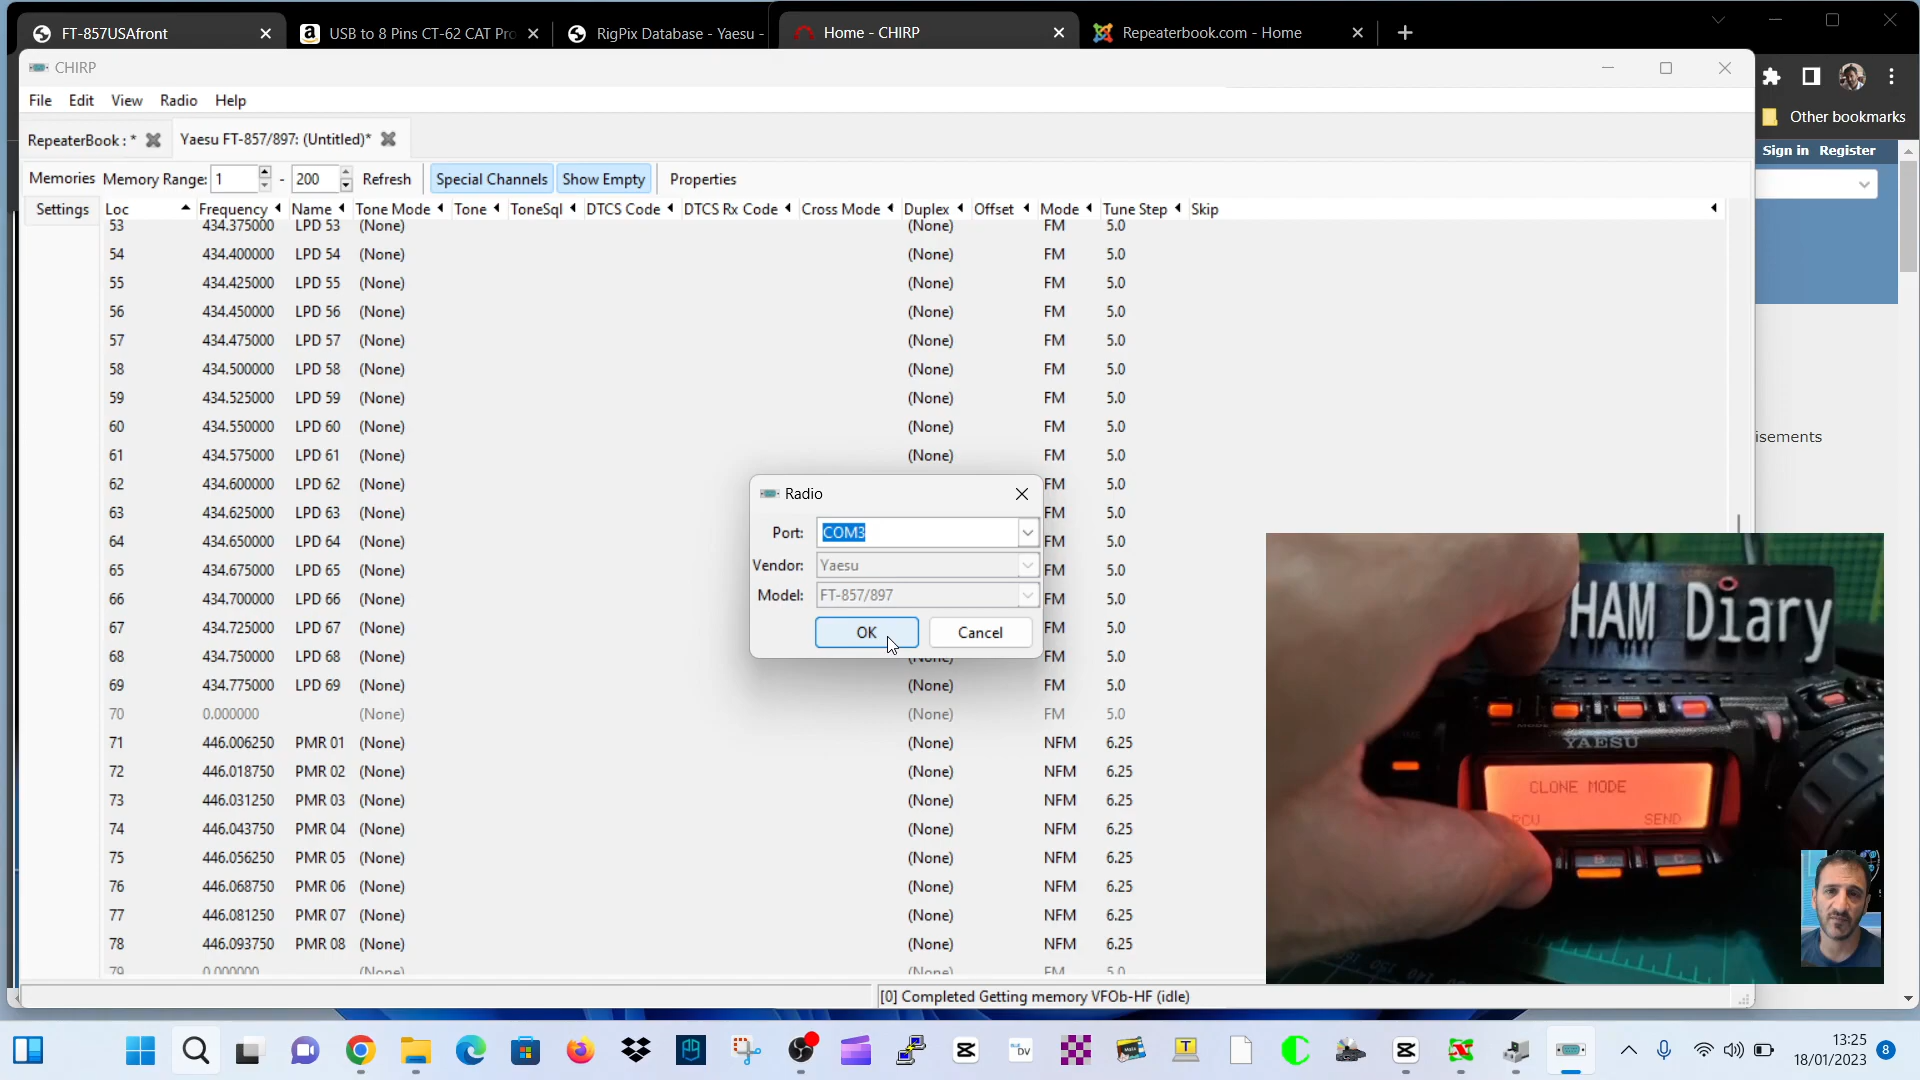 FT-857USAfront
USB to 8 Pins CT-62 CAT Pro
RigPix Database - Yaesu -
Home - CHIRP
Repeaterbook.com - Home
CHIRP
File Edit View Radio Help
Other bookmarks
RepeaterBook : *
Yaesu FT-857/897: (Untitled)*
Sign in Register
Memories Memory Range: 1 - 200 Refresh Special Channels Show Empty Properties
Settings
Loc Frequency Name Tone Mode Tone ToneSql DTCS Code DTCS Rx Code Cross Mode Duplex Offset Mode Tune Step Skip
53 434.375000 LPD 53 (None) (None) FM 5.0
54 434.400000 LPD 54 (None) (None) FM 5.0
55 434.425000 LPD 55 (None) (None) FM 5.0
56 434.450000 LPD 56 (None) (None) FM 5.0
57 434.475000 LPD 57 (None) (None) FM 5.0
58 434.500000 LPD 58 (None) (None) FM 5.0
59 434.525000 LPD 59 (None) (None) FM 5.0
60 434.550000 LPD 60 (None) (None) FM 5.0
61 434.575000 LPD 61 (None) (None) FM 5.0
62 434.600000 LPD 62 (None) FM 5.0
63 434.625000 LPD 63 (None) FM 5.0
64 434.650000 LPD 64 (None) FM 5.0
65 434.675000 LPD 65 (None) FM 5.0
66 434.700000 LPD 66 (None) FM 5.0
67 434.725000 LPD 67 (None) FM 5.0
68 434.750000 LPD 68 (None) (None) FM 5.0
69 434.775000 LPD 69 (None) (None) FM 5.0
70 0.000000 (None) (None) FM 5.0
71 446.006250 PMR 01 (None) (None) NFM 6.25
72 446.018750 PMR 02 (None) (None) NFM 6.25
73 446.031250 PMR 03 (None) (None) NFM 6.25
74 446.043750 PMR 04 (None) (None) NFM 6.25
75 446.056250 PMR 05 (None) (None) NFM 6.25
76 446.068750 PMR 06 (None) (None) NFM 6.25
77 446.081250 PMR 07 (None) (None) NFM 6.25
78 446.093750 PMR 08 (None) (None) NFM 6.25
79 0.000000 (None) (None) FM 5.0
isements
Radio
Port: COM3
Vendor: Yaesu
Model: FT-857/897
OK Cancel
HAM Diary
YAESU
CLONE MODE
SEND
B C
[0] Completed Getting memory VFOb-HF (idle)
DV
T
13:25
18/01/2023
8